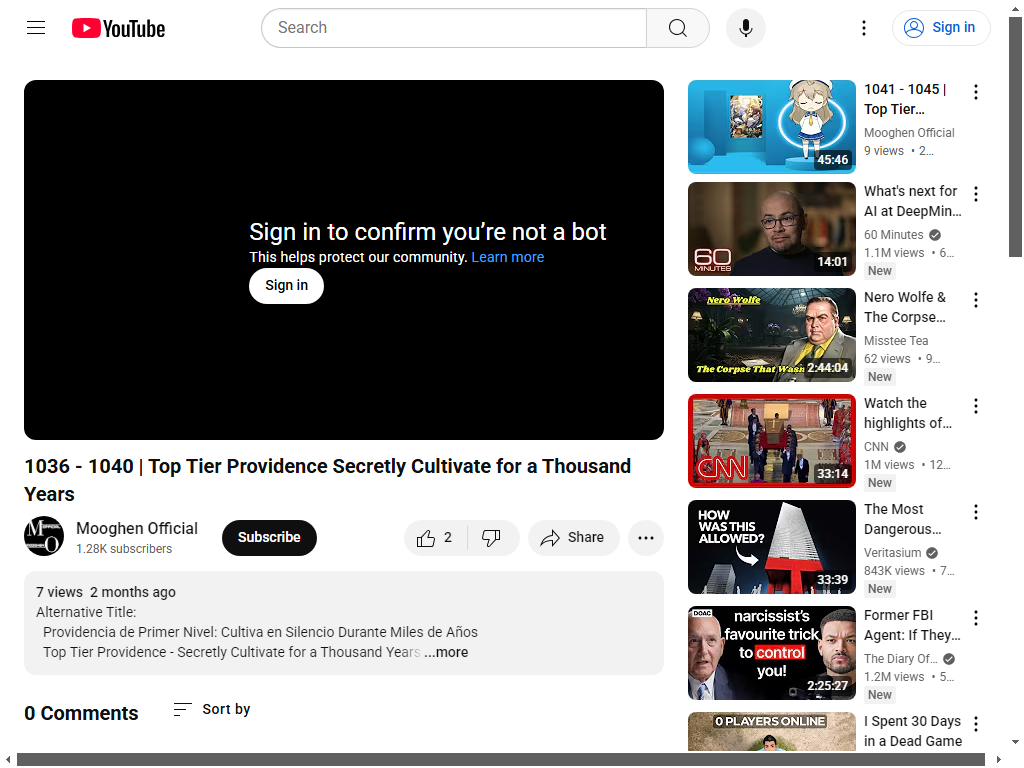 YouTube
Search
Sign in
Sign in to confirm you're not a bot
This helps protect our community. Learn more
Sign in
1036 - 1040 | Top Tier Providence Secretly Cultivate for a Thousand
Years
Mooghen Official
1.28K subscribers
Subscribe
2
Share
7 views 2 months ago
Alternative Title:
Providencia de Primer Nivel: Cultiva en Silencio Durante Miles de Años
Top Tier Providence - Secretly Cultivate for a Thousand Years ...more
0 Comments
Sort by
45:46
1041 - 1045 |
Top Tier...
Mooghen Official
9 views • 2...
60
MINUTES
14:01
What's next for
AI at DeepMin...
60 Minutes
1.1M views • 6...
New
Nero Wolfe
The Corpse That Wasn
2:44:04
Nero Wolfe &
The Corpse...
Misstee Tea
62 views • 9...
New
CNN
33:14
Watch the
highlights of...
CNN
1M views • 12...
New
HOW
WAS THIS
ALLOWED?
33:39
The Most
Dangerous...
Veritasium
843K views • 7...
New
DOAC
narcissist's
favourite trick
to control
you!
2:25:27
Former FBI
Agent: If They...
The Diary Of...
1.2M views • 5...
New
0 PLAYERS ONLINE
I Spent 30 Days
in a Dead Game